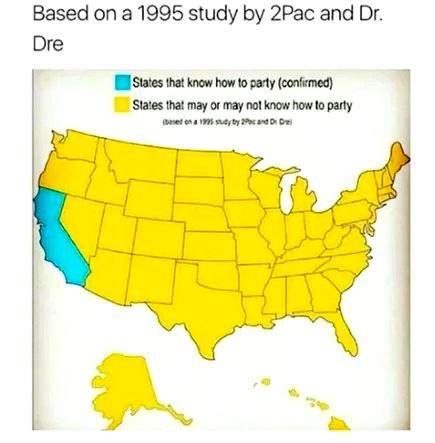 Based on a 1995 study by 2Pac and Dr.
Dre
States that know how to party (confirmed)
States that may or may not know how to party
(based on a 1995 study by 2Pac and Dr Dre)